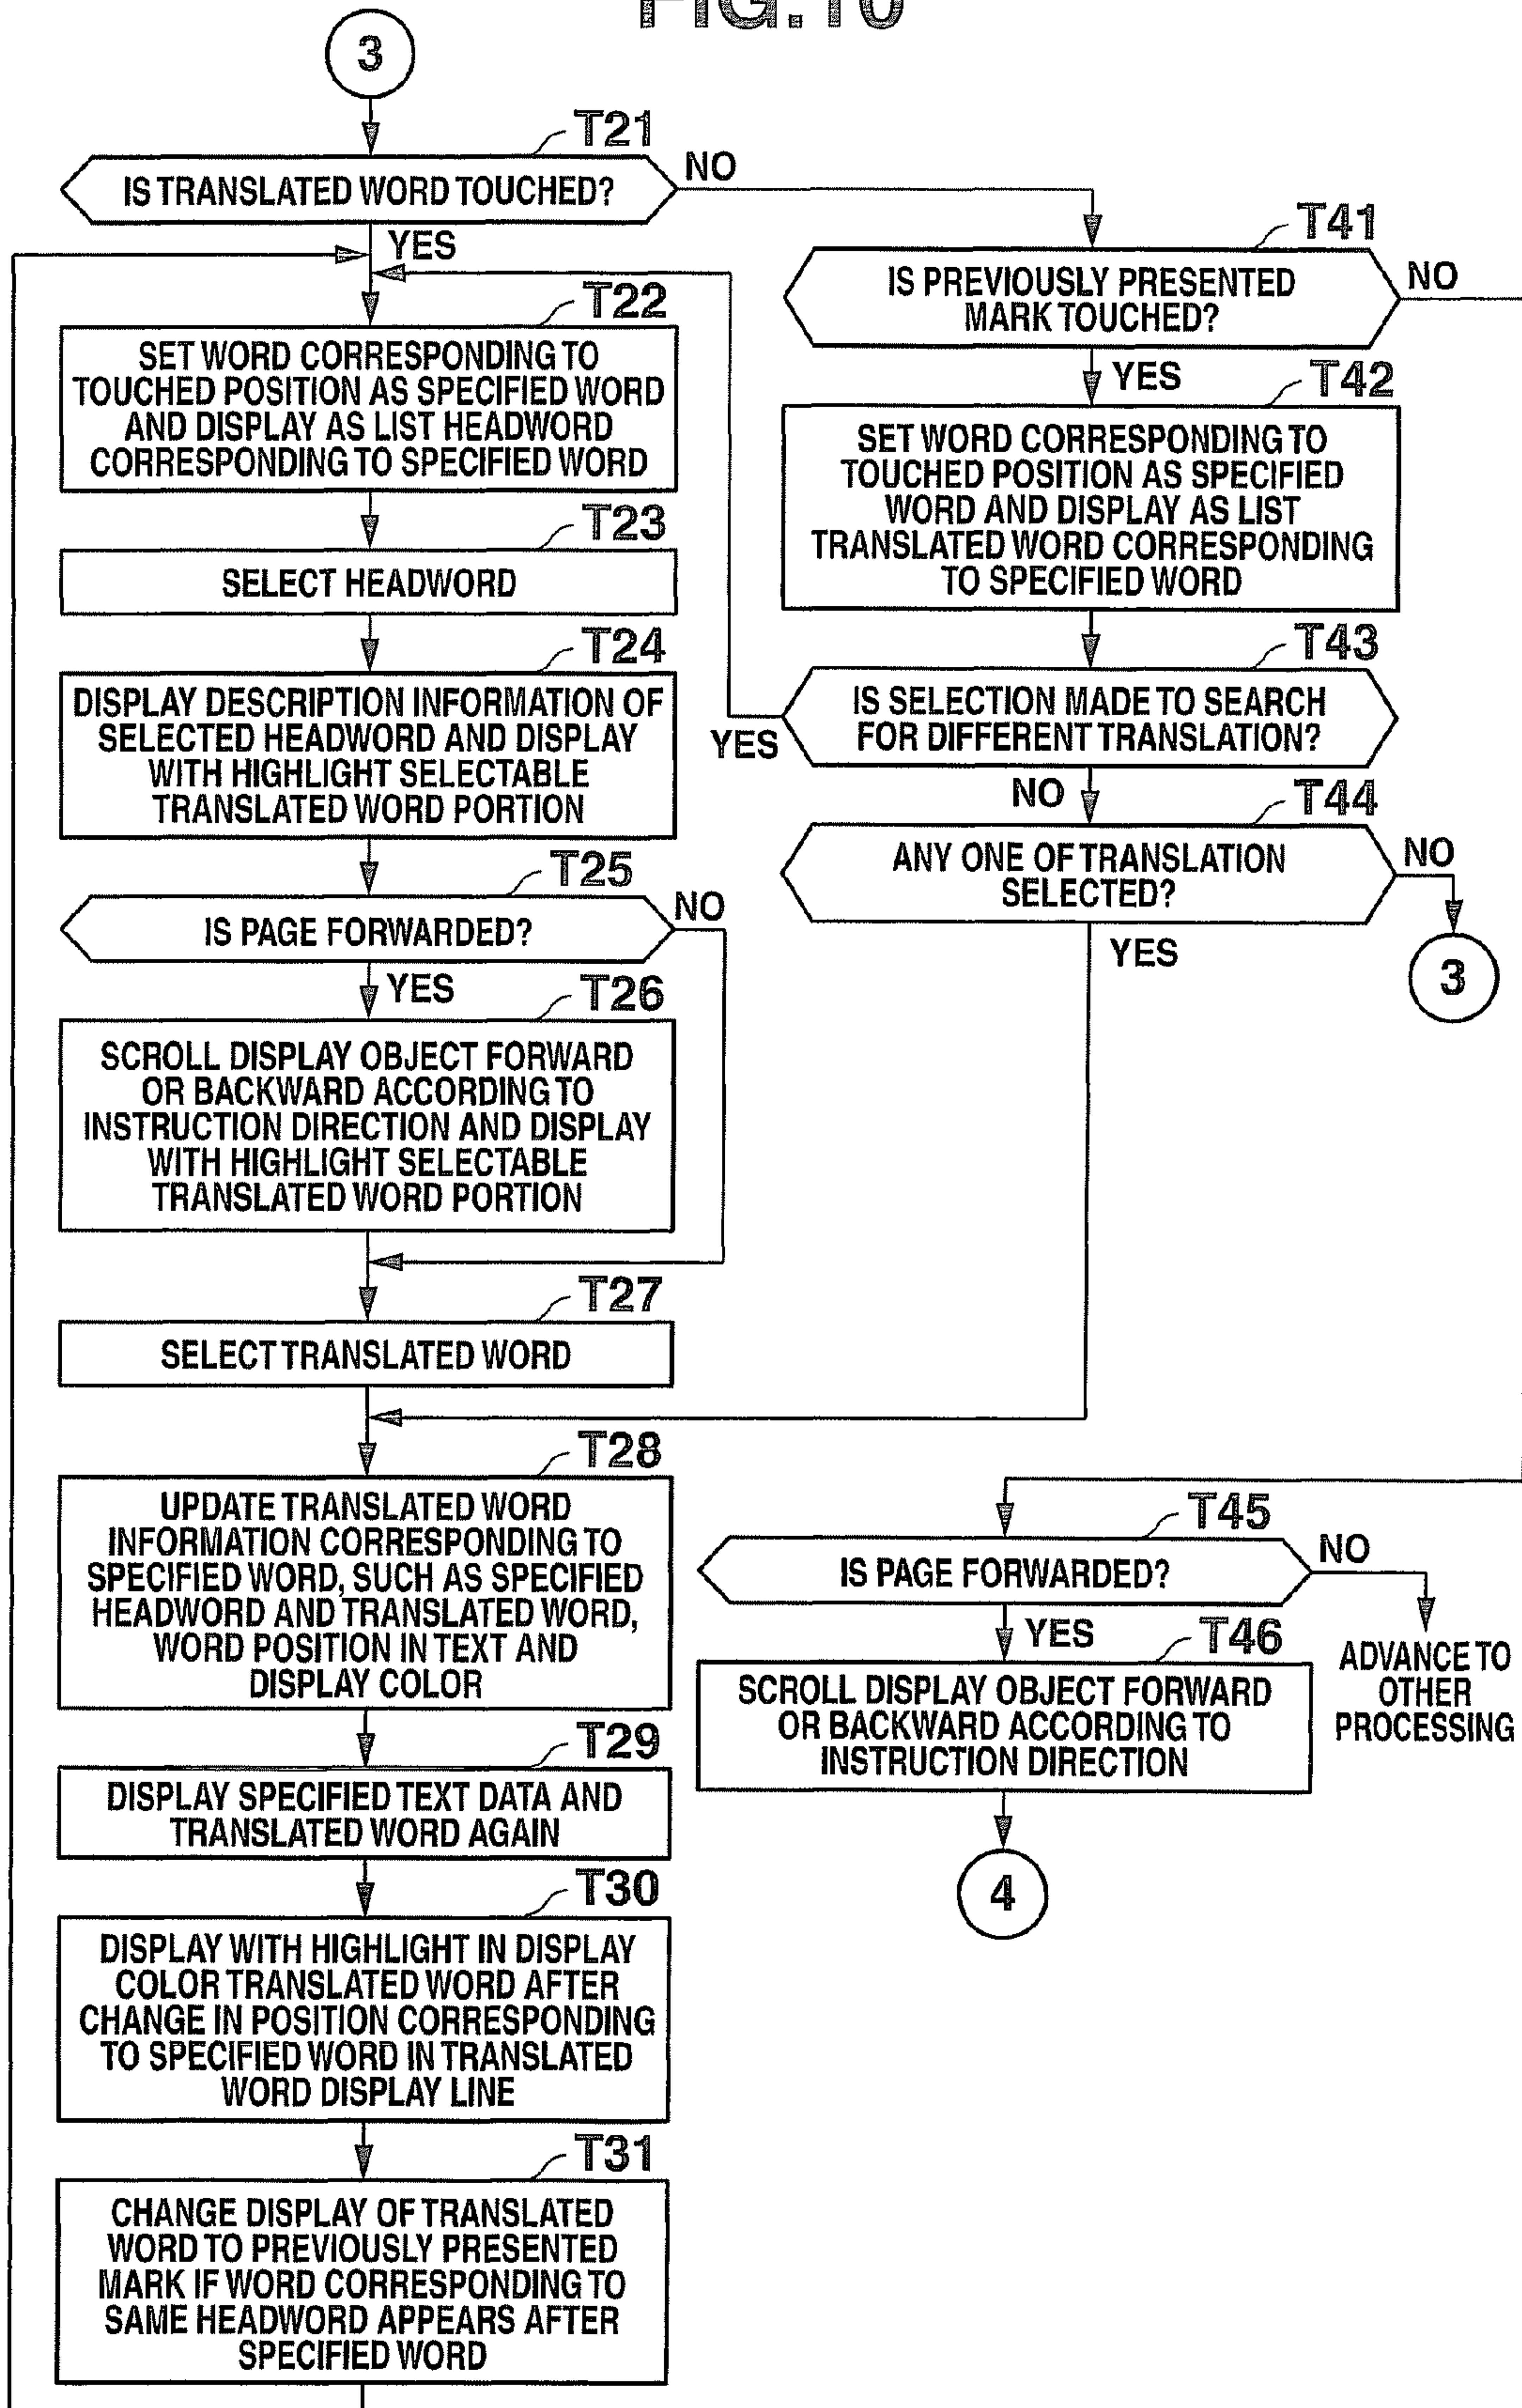 FIG.10
3
T21
IS TRANSLATED WORD TOUCHED?
NO
YES
T22
SET WORD CORRESPONDING TO
TOUCHED POSITION AS SPECIFIED WORD
AND DISPLAY AS LIST HEADWORD
CORRESPONDING TO SPECIFIED WORD
T23
SELECT HEADWORD
T24
DISPLAY DESCRIPTION INFORMATION OF
SELECTED HEADWORD AND DISPLAY
WITH HIGHLIGHT SELECTABLE
TRANSLATED WORD PORTION
T25
IS PAGE FORWARDED?
NO
YES
T26
SCROLL DISPLAY OBJECT FORWARD
OR BACKWARD ACCORDING TO
INSTRUCTION DIRECTION AND DISPLAY
WITH HIGHLIGHT SELECTABLE
TRANSLATED WORD PORTION
T27
SELECT TRANSLATED WORD
T28
UPDATE TRANSLATED WORD
INFORMATION CORRESPONDING TO
SPECIFIED WORD, SUCH AS SPECIFIED
HEADWORD AND TRANSLATED WORD,
WORD POSITION IN TEXT AND
DISPLAY COLOR
T29
DISPLAY SPECIFIED TEXT DATA AND
TRANSLATED WORD AGAIN
T30
DISPLAY WITH HIGHLIGHT IN DISPLAY
COLOR TRANSLATED WORD AFTER
CHANGE IN POSITION CORRESPONDING
TO SPECIFIED WORD IN TRANSLATED
WORD DISPLAY LINE
T31
CHANGE DISPLAY OF TRANSLATED
WORD TO PREVIOUSLY PRESENTED
MARK IF WORD CORRESPONDING TO
SAME HEADWORD APPEARS AFTER
SPECIFIED WORD
T41
IS PREVIOUSLY PRESENTED
MARK TOUCHED?
NO
YES
T42
SET WORD CORRESPONDING TO
TOUCHED POSITION AS SPECIFIED
WORD AND DISPLAY AS LIST
TRANSLATED WORD CORRESPONDING
TO SPECIFIED WORD
T43
IS SELECTION MADE TO SEARCH
FOR DIFFERENT TRANSLATION?
YES
NO
T44
ANY ONE OF TRANSLATION
SELECTED?
NO
YES
3
T45
IS PAGE FORWARDED?
NO
YES
ADVANCE TO
OTHER
PROCESSING
T46
SCROLL DISPLAY OBJECT FORWARD
OR BACKWARD ACCORDING TO
INSTRUCTION DIRECTION
4